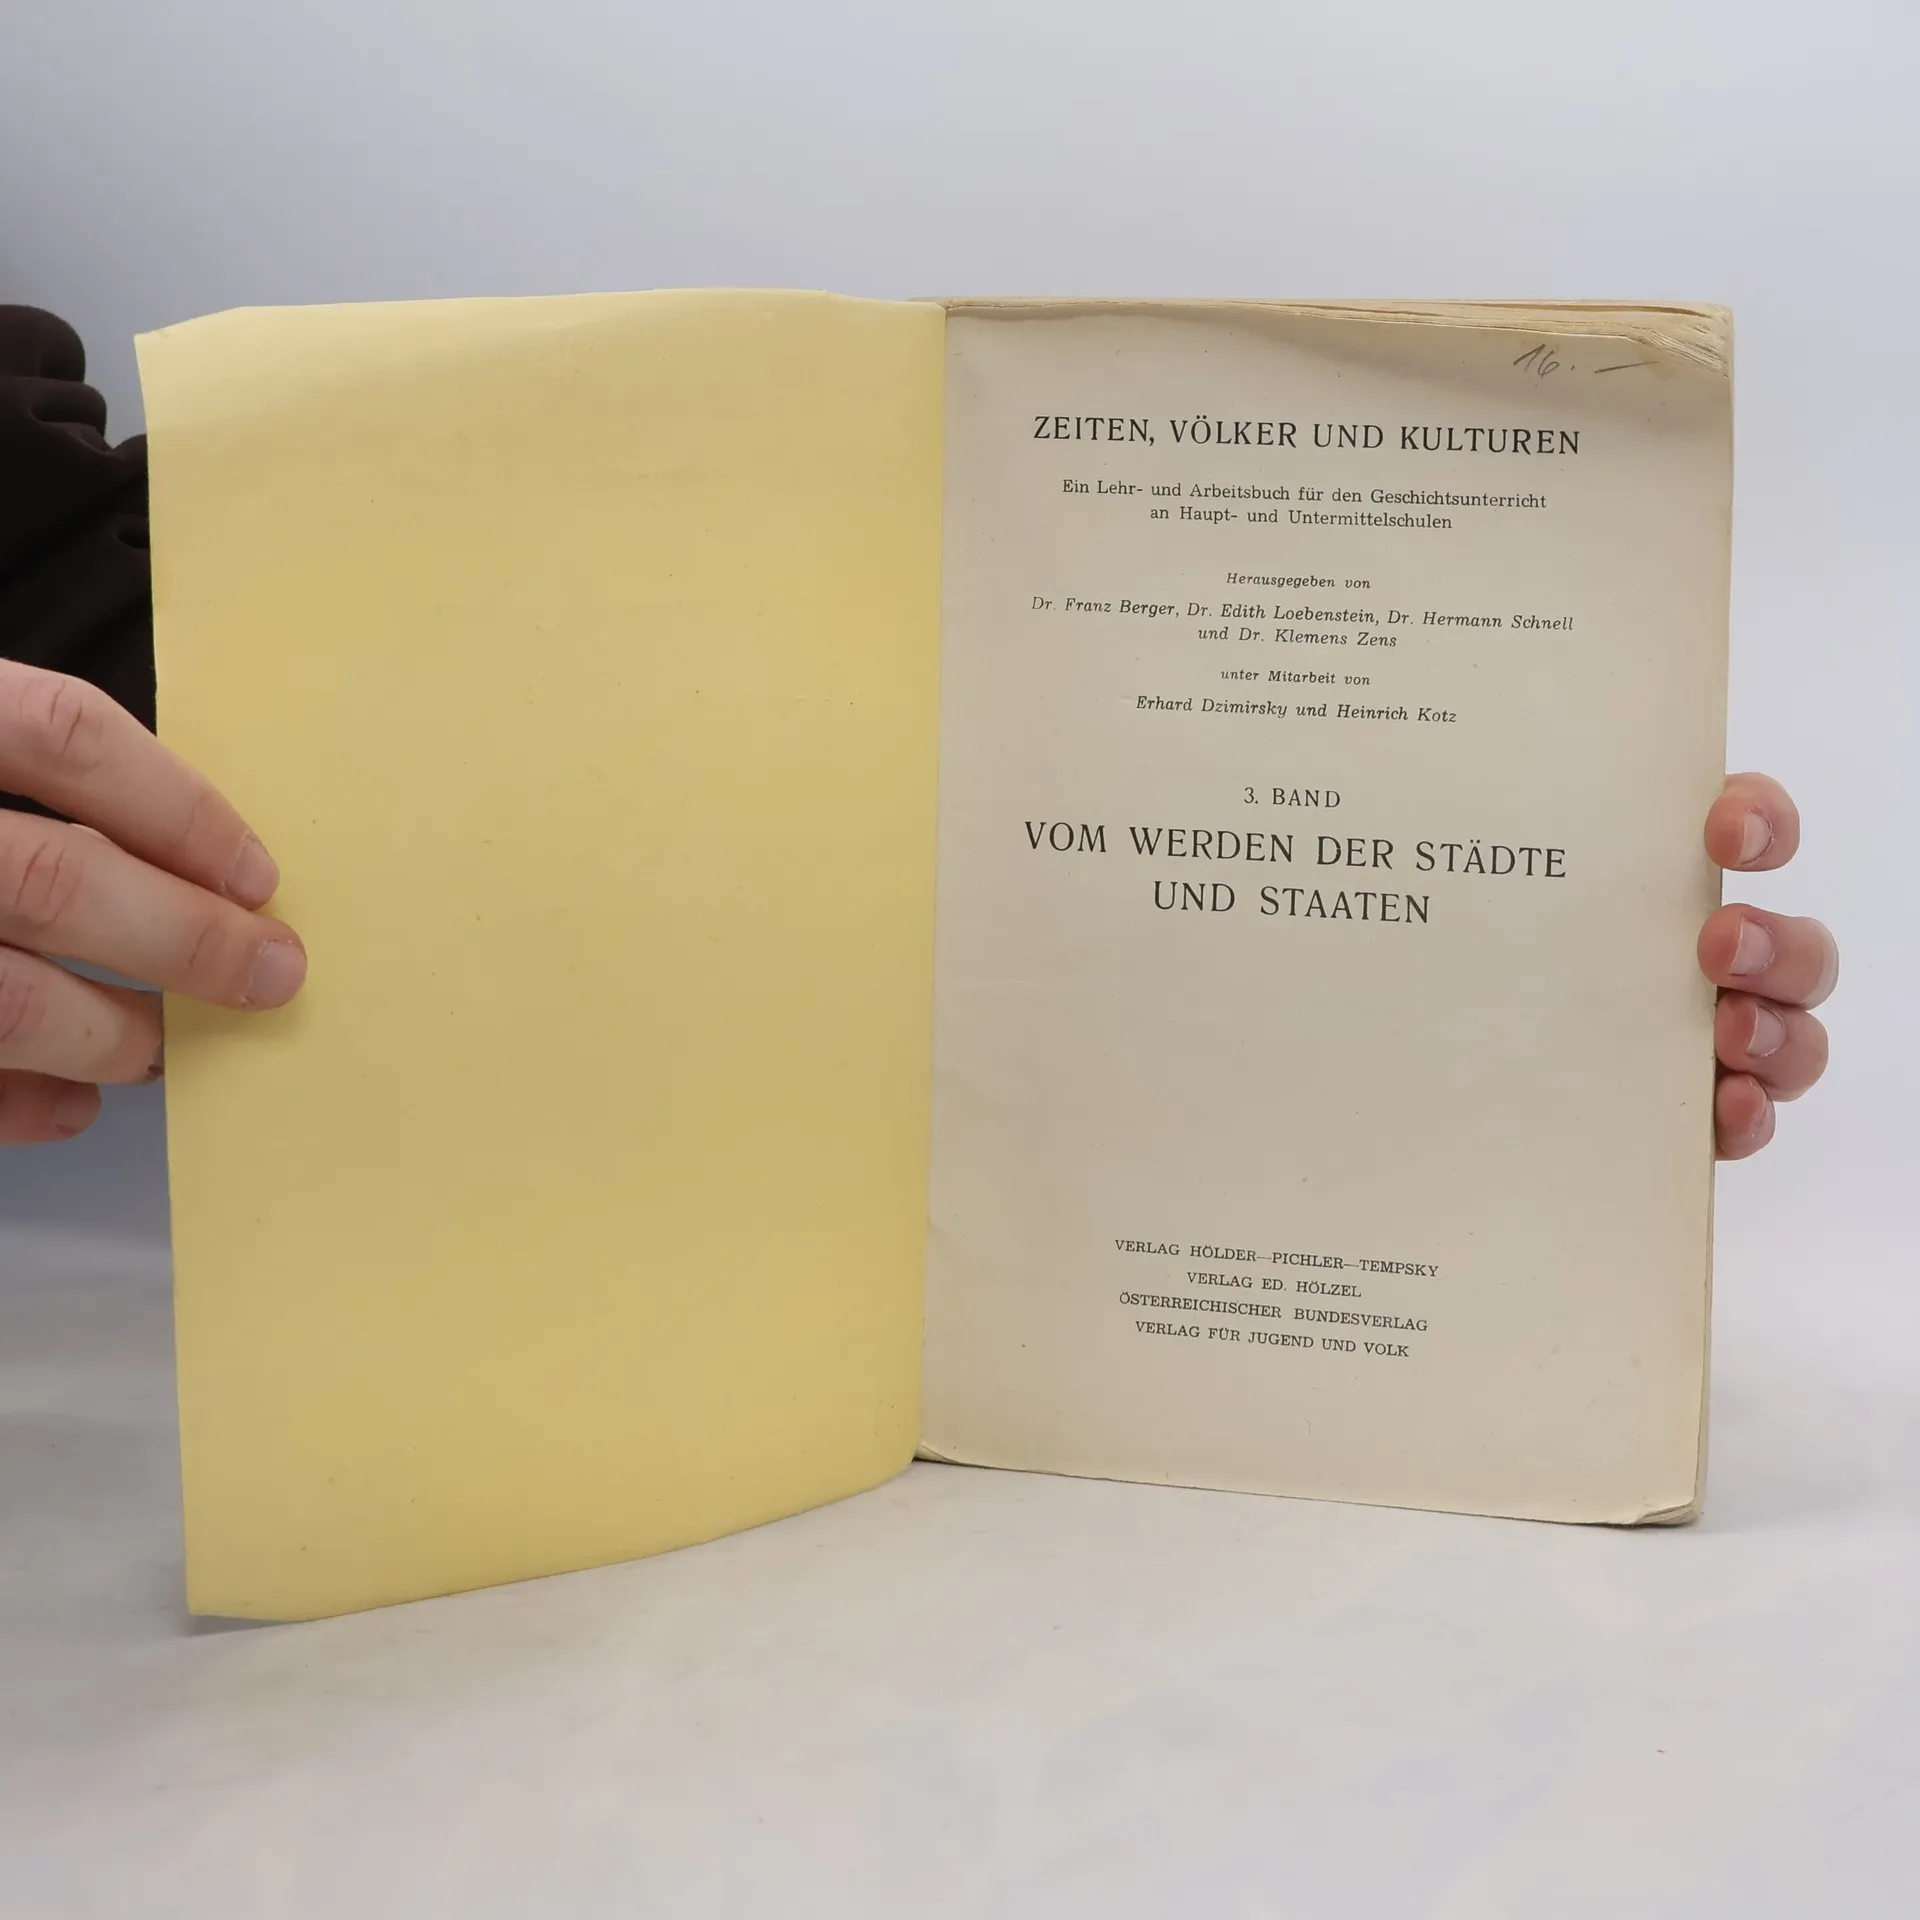 16. —
ZEITEN, VÖLKER UND KULTUREN
Ein Lehr- und Arbeitsbuch für den Geschichtsunterricht
an Haupt- und Untermittelschulen
Herausgegeben von
Dr. Franz Berger, Dr. Edith Loebenstein, Dr. Hermann Schnell
und Dr. Klemens Zens
unter Mitarbeit von
Erhard Dzimirsky und Heinrich Kotz
3. BAND
VOM WERDEN DER STÄDTE
UND STAATEN
VERLAG HÖLDER—PICHLER—TEMPSKY
VERLAG ED. HÖLZEL
ÖSTERREICHISCHER BUNDESVERLAG
VERLAG FÜR JUGEND UND VOLK